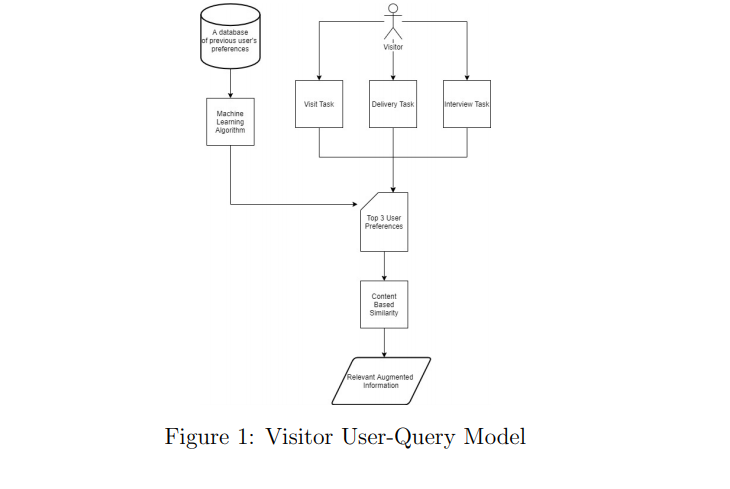 A database
of previous user's
preferences
Visitor
Machine
Learning
Algorithm
Visit Task
Delivery Task
Interview Task
Top 3 User
Preferences
Content
Based
Similarity
Relevant Augmented
Information
Figure 1: Visitor User-Query Model